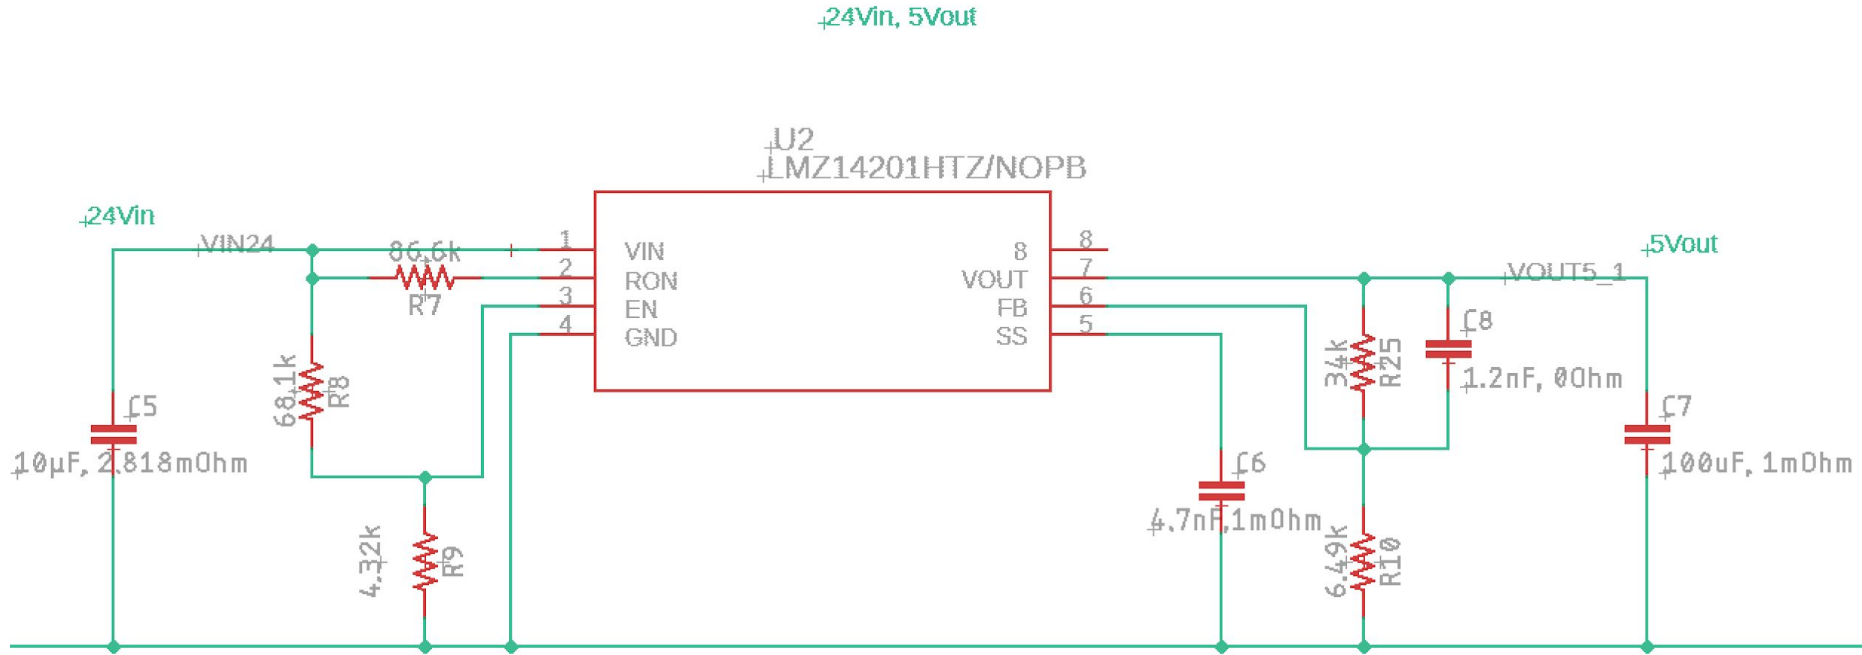 24Vin, 5Vout
U2
LMZ14201HTZ/NOPB
24Vin
VIN24
86.6k
R7
1 VIN
2 RON
3 EN
4 GND
8 8
VOUT 7
FB 6
SS 5
5Vout
VOUT5_1
C8
1.2nF, 0Ohm
34k
R25
68.1k
R8
C5
10µF, 2.818mOhm
C7
100uF, 1mOhm
C6
4.7nF,1mOhm
4.32k
R9
6.49k
R10